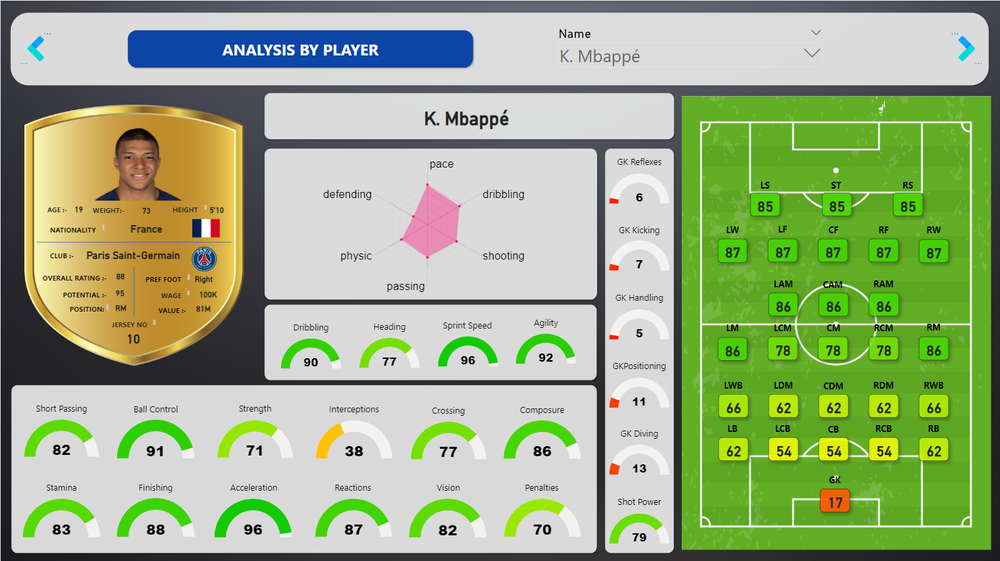 ANALYSIS BY PLAYER
Name
K. Mbappé
AGE :- 19 WEIGHT:- 73 HEIGHT 5'10
NATIONALITY France
CLUB :- Paris Saint-Germain
PARIS
OVERALL RATING :- 88 PREF FOOT Right
POTENTIAL :- 95 WAGE 100K
POSITION: RM VALUE :- 81M
JERSEY NO
10
K. Mbappé
pace
defending dribbling
physic shooting
passing
Dribbling Heading Sprint Speed Agility
90 77 96 92
Short Passing Ball Control Strength Interceptions Crossing Composure
82 91 71 38 77 86
Stamina Finishing Acceleration Reactions Vision Penalties
83 88 96 87 82 70
GK Reflexes
6
GK Kicking
7
GK Handling
5
GKPositioning
11
GK Diving
13
Shot Power
79
LS ST RS
85 85 85
LW LF CF RF RW
87 87 87 87 87
LAM CAM RAM
86 86 86
LM LCM CM RCM RM
86 78 78 78 86
LWB LDM CDM RDM RWB
66 62 62 62 66
LB LCB CB RCB RB
62 54 54 54 62
GK
17